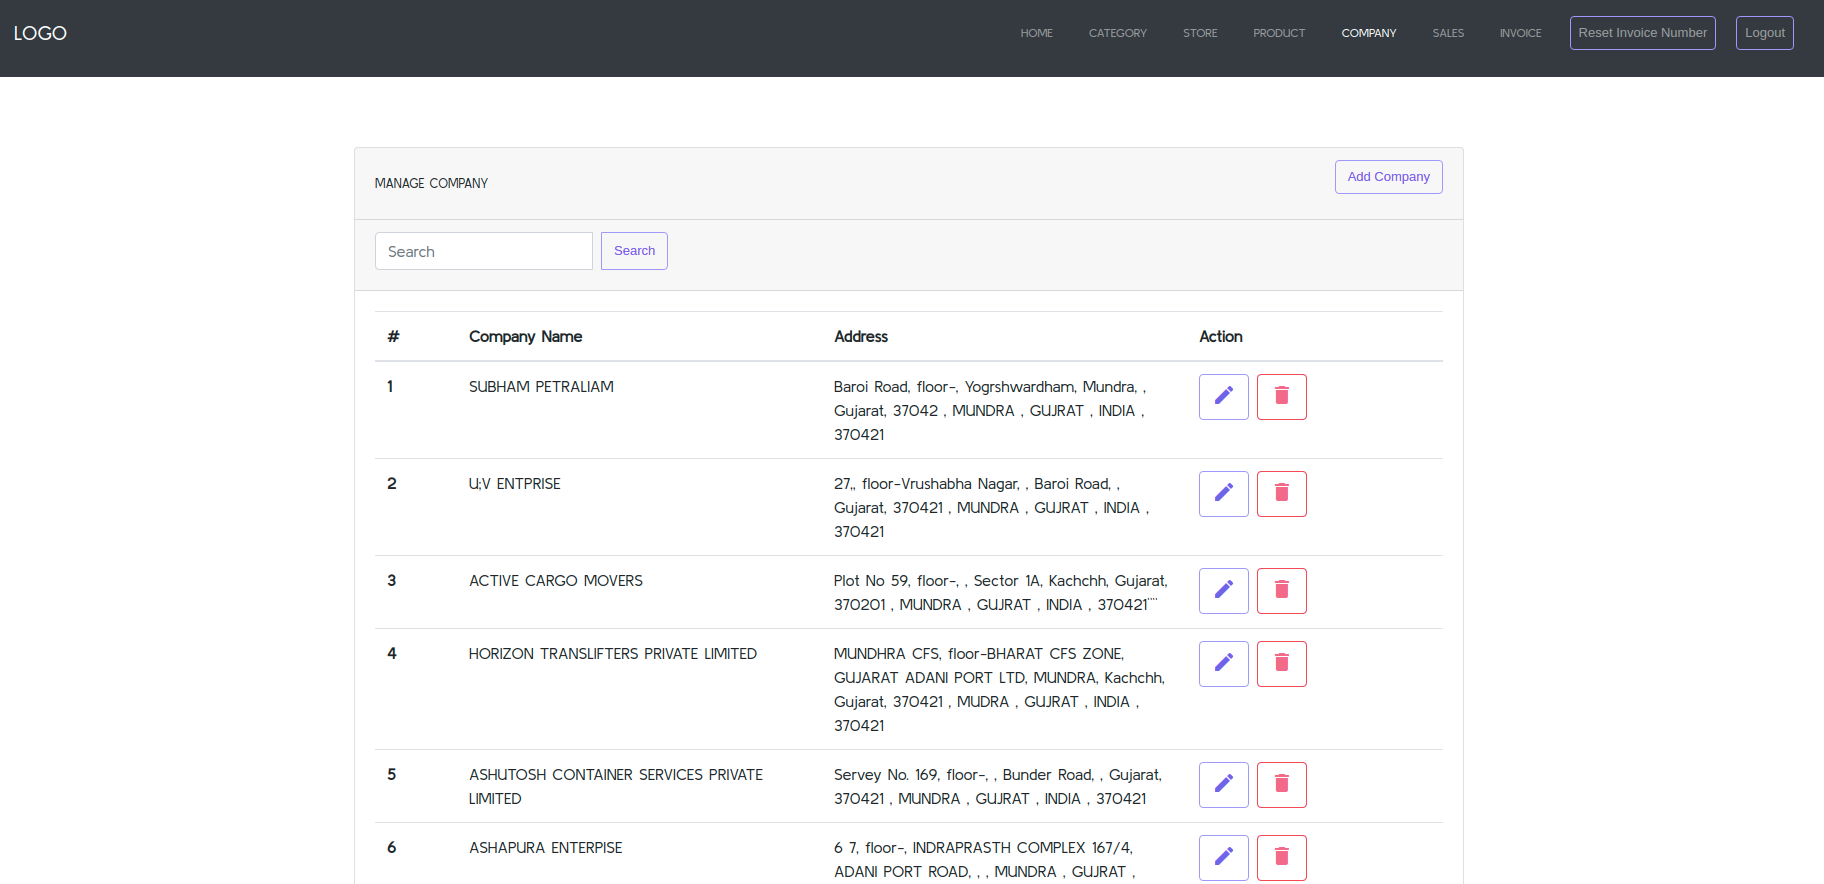 LOGO
HOME CATEGORY STORE PRODUCT COMPANY SALES INVOICE Reset Invoice Number Logout
MANAGE COMPANY
Add Company
Search Search
# Company Name Address Action
1 SUBHAM PETRALIAM Baroi Road, floor-, Yogrshwardham, Mundra, ,
Gujarat, 37042 , MUNDRA , GUJRAT , INDIA ,
370421
2 U;V ENTPRISE 27,, floor-Vrushabha Nagar, , Baroi Road, ,
Gujarat, 370421 , MUNDRA , GUJRAT , INDIA ,
370421
3 ACTIVE CARGO MOVERS Plot No 59, floor-, , Sector 1A, Kachchh, Gujarat,
370201 , MUNDRA , GUJRAT , INDIA , 370421````
4 HORIZON TRANSLIFTERS PRIVATE LIMITED MUNDHRA CFS, floor-BHARAT CFS ZONE,
GUJARAT ADANI PORT LTD, MUNDRA, Kachchh,
Gujarat, 370421 , MUDRA , GUJRAT , INDIA ,
370421
5 ASHUTOSH CONTAINER SERVICES PRIVATE Servey No. 169, floor-, , Bunder Road, , Gujarat,
LIMITED 370421 , MUNDRA , GUJRAT , INDIA , 370421
6 ASHAPURA ENTERPISE 6 7, floor-, INDRAPRASTH COMPLEX 167/4,
ADANI PORT ROAD, , , MUNDRA , GUJRAT ,